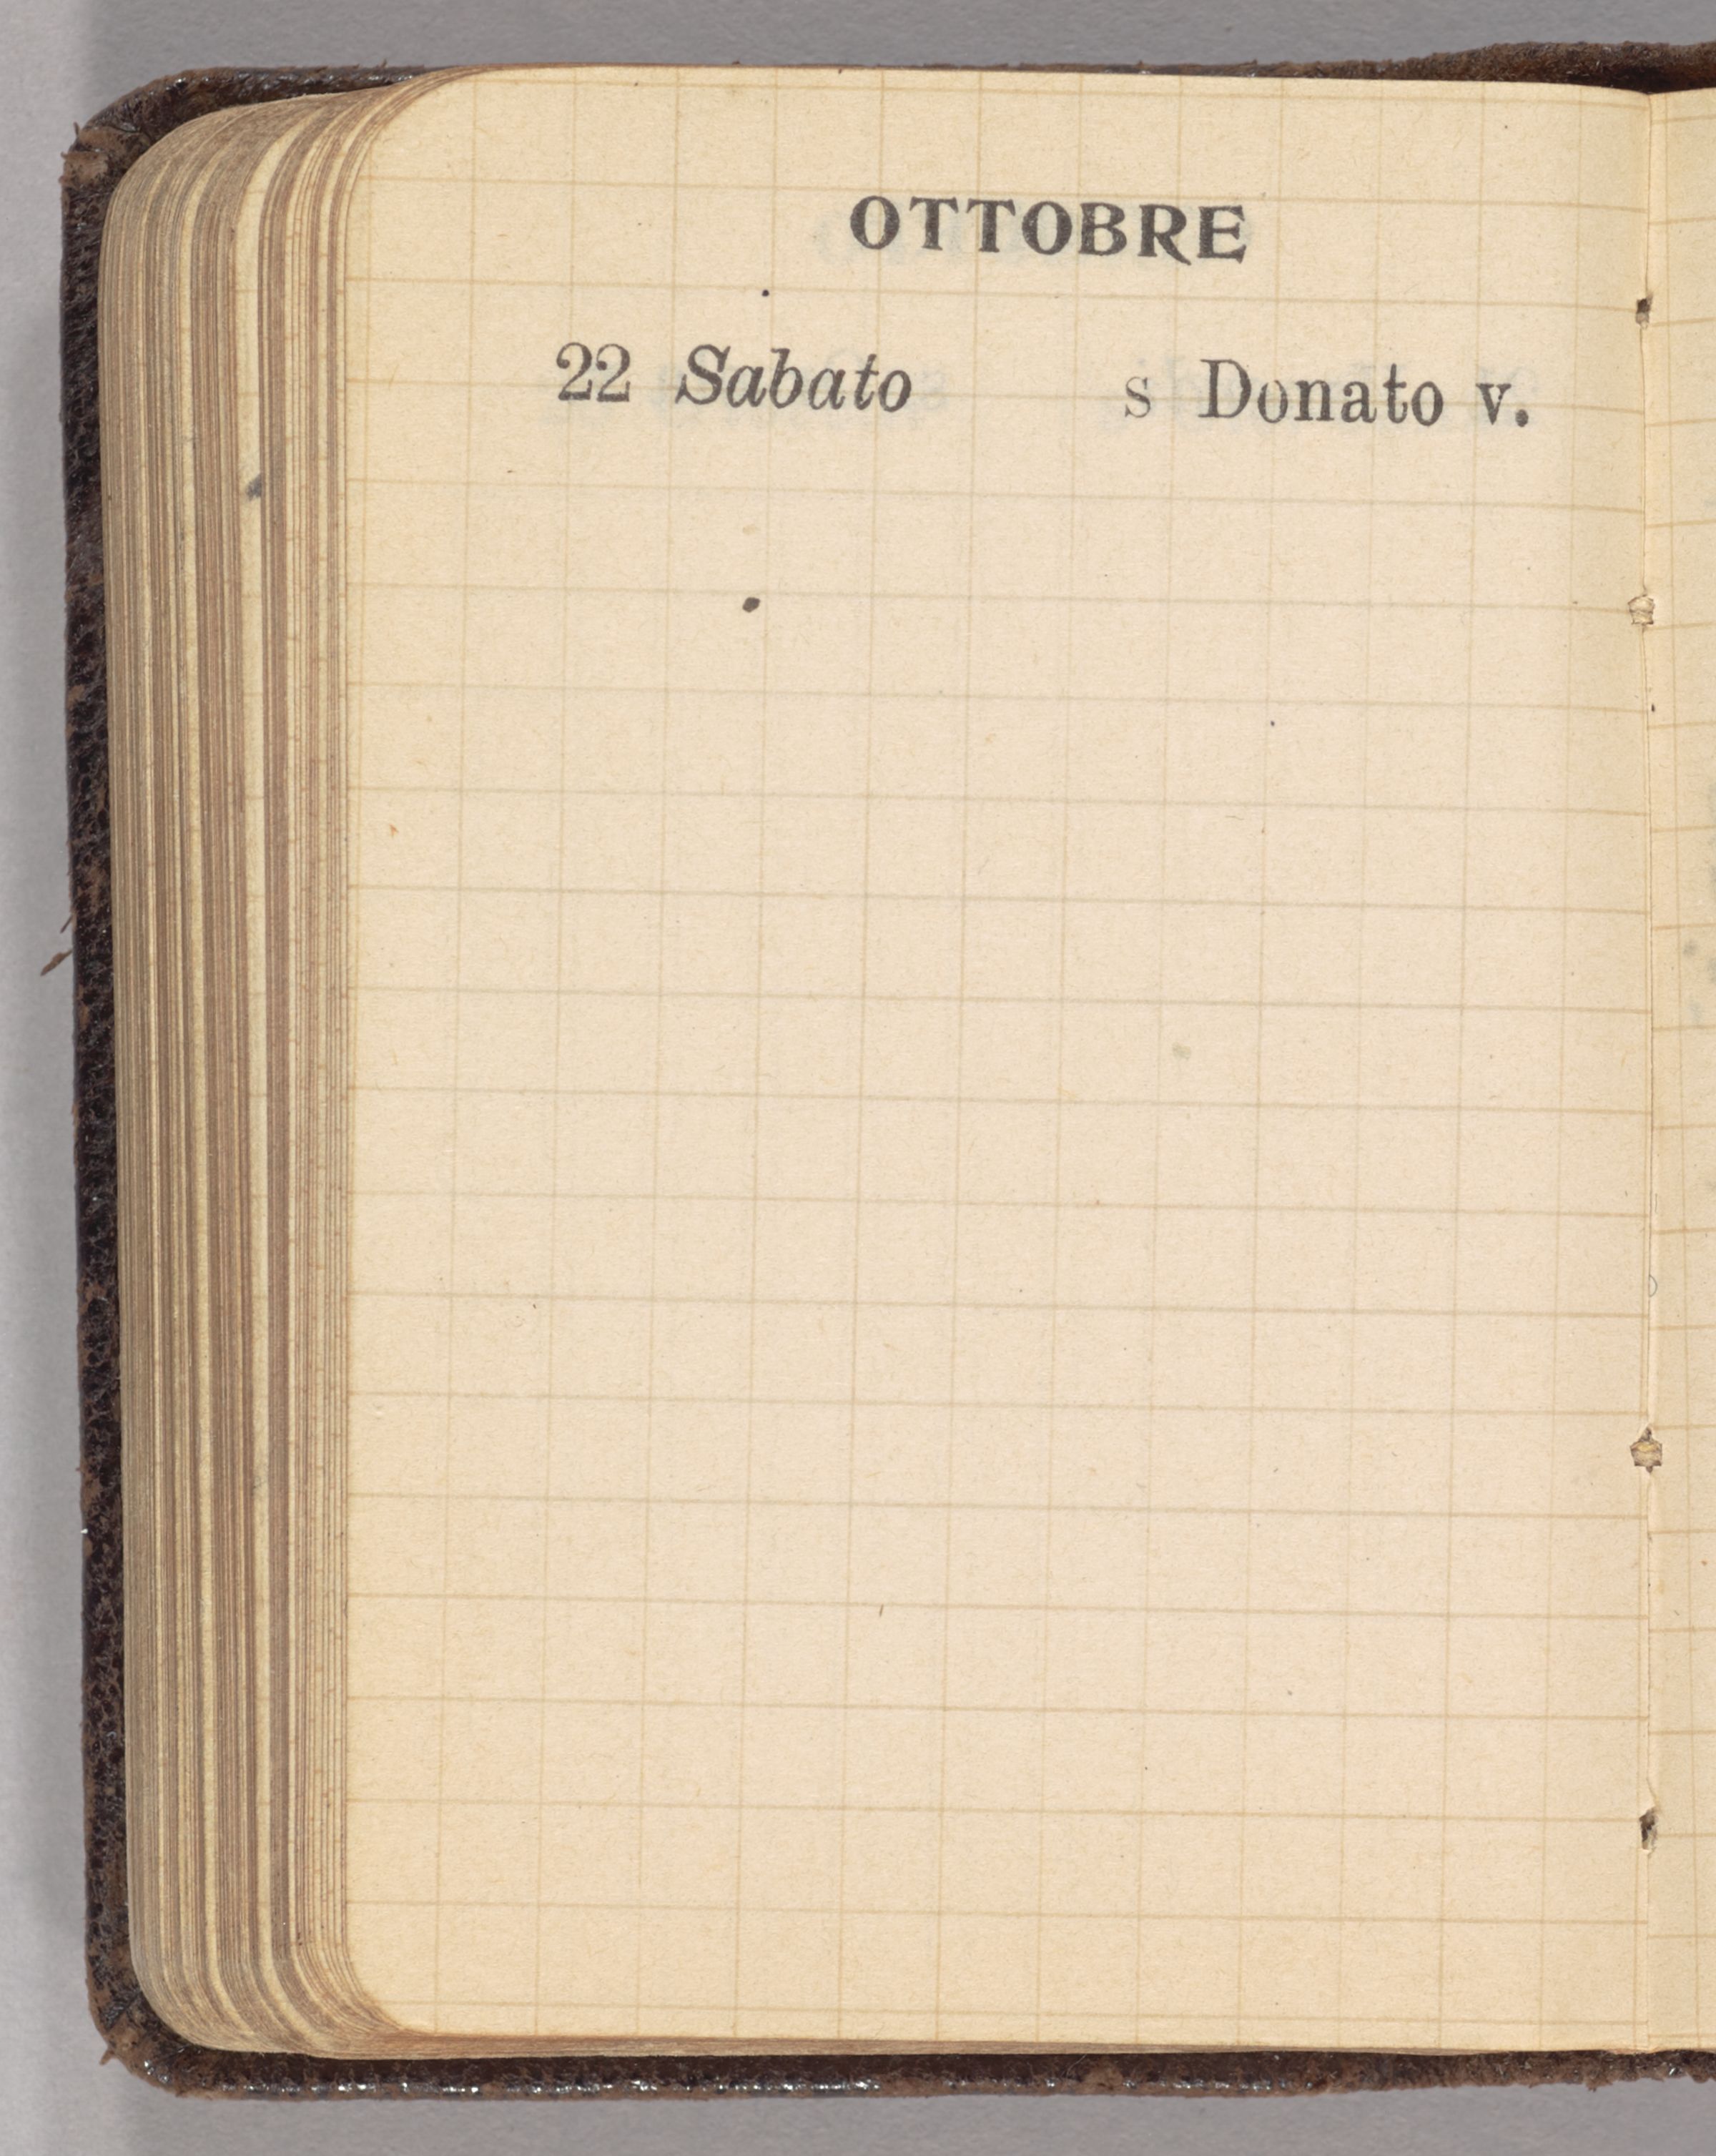 OTTOBRE
22 Sabato s Donato v.